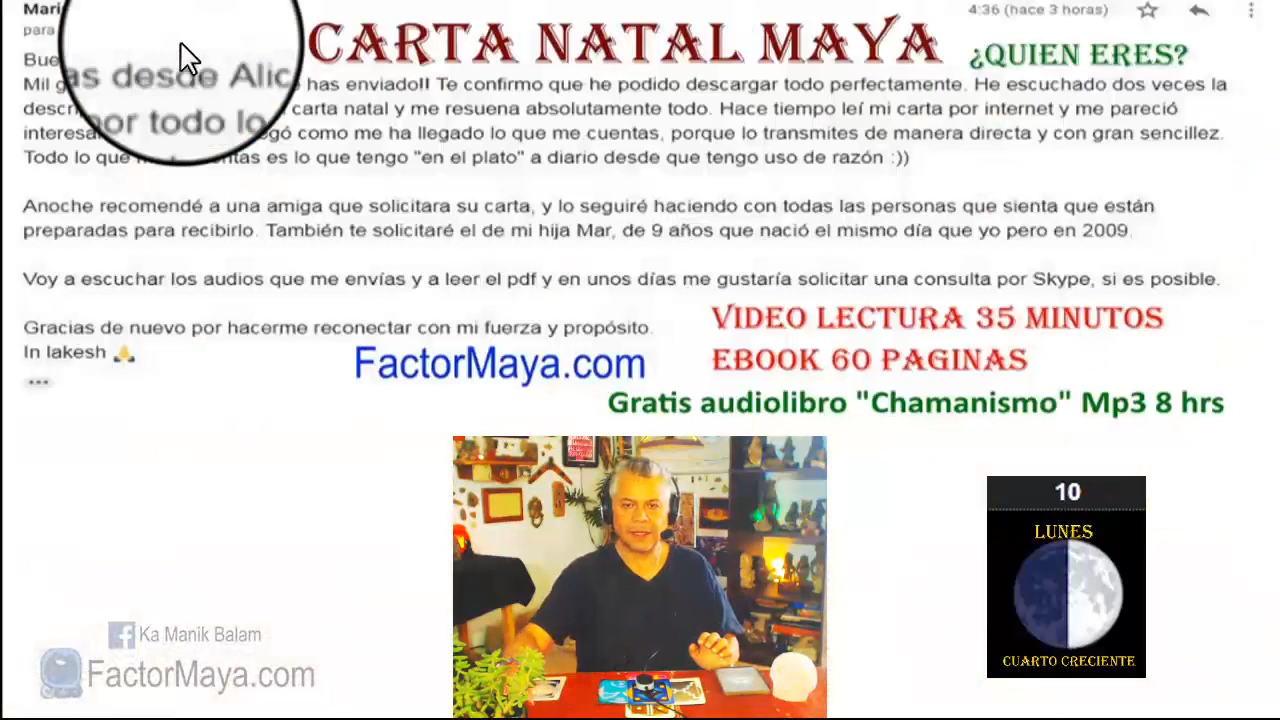 Mari
4:36 (hace 3 horas)
para
CARTA NATAL MAYA
¿QUIEN ERES?
Bue
as desde Alic
Mil g has enviado!! Te confirmo que he podido descargar todo perfectamente. He escuchado dos veces la
descr carta natal y me resuena absolutamente todo. Hace tiempo leí mi carta por internet y me pareció
por todo lo
interesa gó como me ha llegado lo que me cuentas, porque lo transmites de manera directa y con gran sencillez.
Todo lo que me cuentas es lo que tengo "en el plato" a diario desde que tengo uso de razón :))
Anoche recomendé a una amiga que solicitara su carta, y lo seguiré haciendo con todas las personas que sienta que están
preparadas para recibirlo. También te solicitaré el de mi hija Mar, de 9 años que nació el mismo día que yo pero en 2009.
Voy a escuchar los audios que me envías y a leer el pdf y en unos días me gustaría solicitar una consulta por Skype, si es posible.
Gracias de nuevo por hacerme reconectar con mi fuerza y propósito.
In lakesh
VIDEO LECTURA 35 MINUTOS
FactorMaya.com
EBOOK 60 PAGINAS
Gratis audiolibro "Chamanismo" Mp3 8 hrs
10
LUNES
CUARTO CRECIENTE
Ka Manik Balam
FactorMaya.com